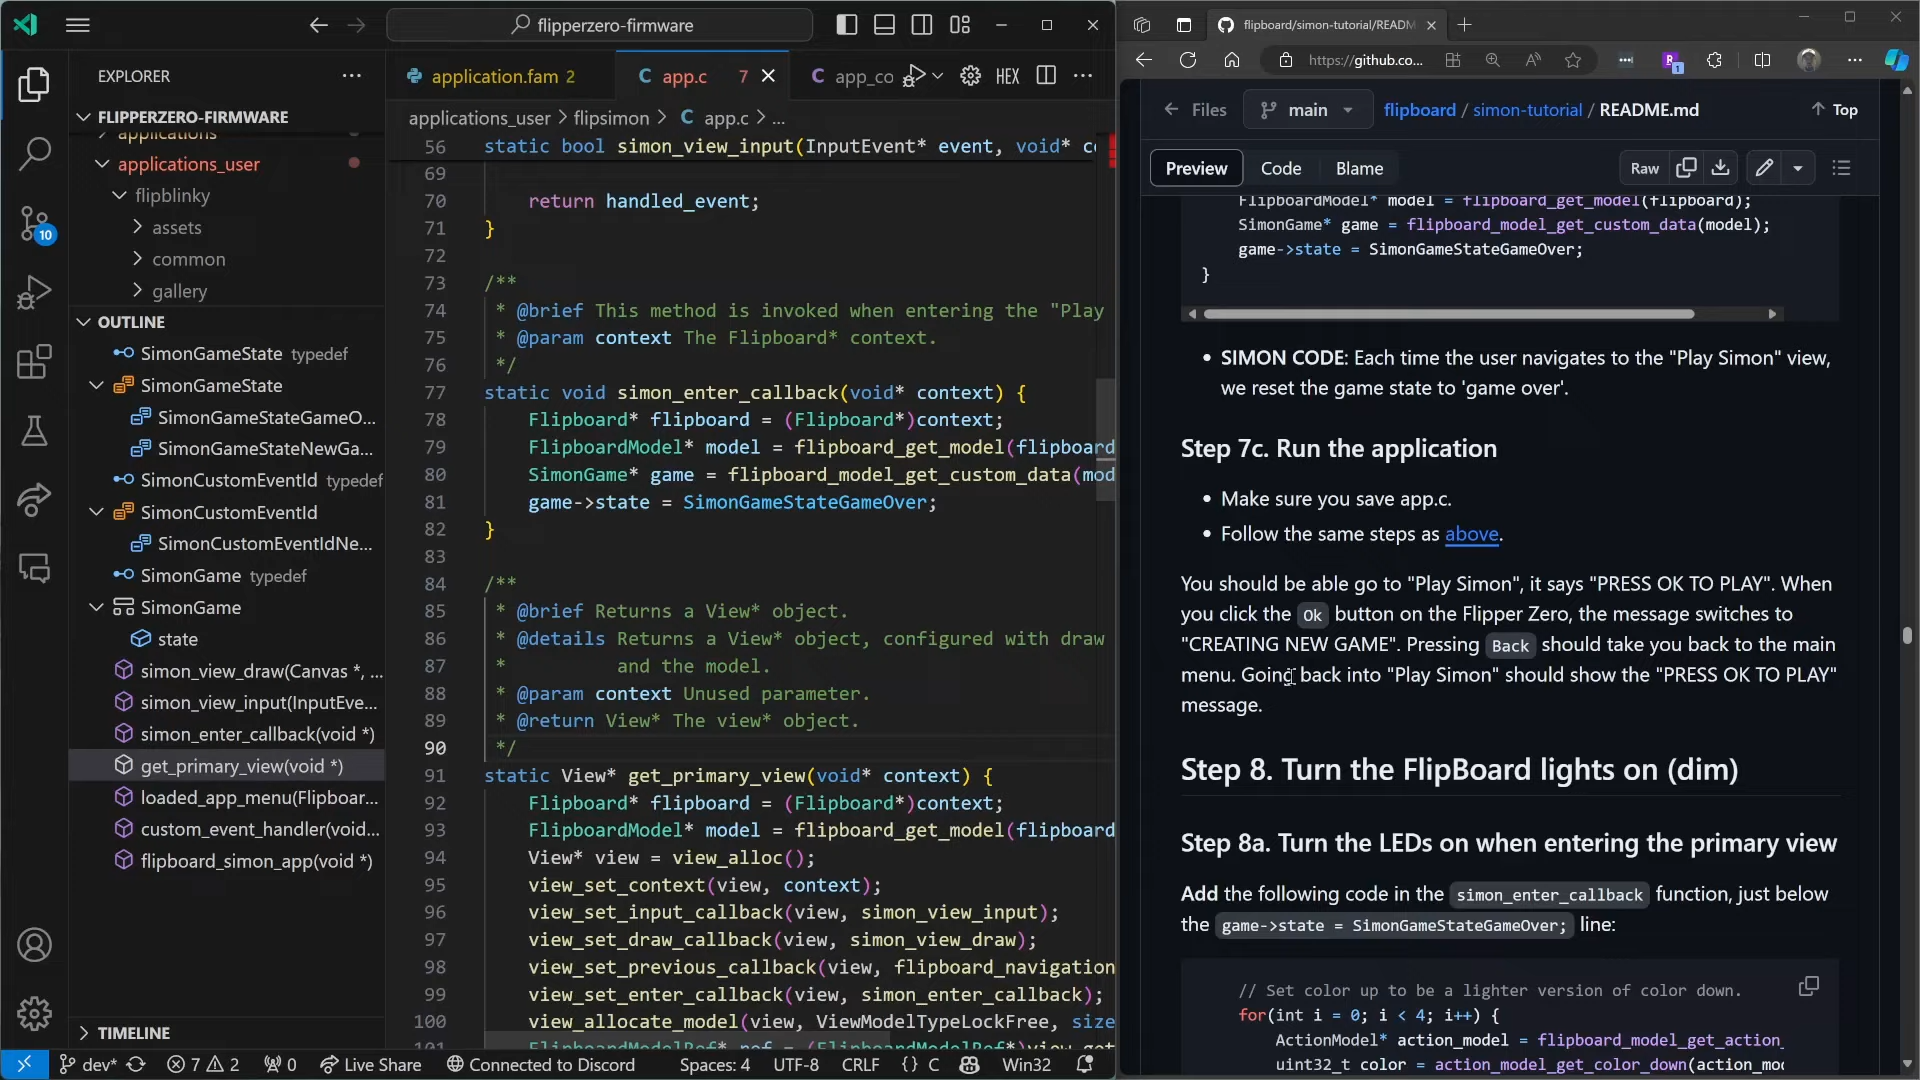 flipperzero-firmware
EXPLORER
FLIPPERZERO-FIRMWARE
applications
applications_user
flipblinky
assets
common
gallery
OUTLINE
SimonGameState typedef
SimonGameState
SimonGameStateGameO...
SimonGameStateNewGa...
SimonCustomEventId typedef
SimonCustomEventId
SimonCustomEventIdNe...
SimonGame typedef
SimonGame
state
simon_view_draw(Canvas *, ...
simon_view_input(InputEve...
simon_enter_callback(void *)
get_primary_view(void *)
loaded_app_menu(Flipboar...
custom_event_handler(void...
flipboard_simon_app(void *)
TIMELINE
10
application.fam 2
C app.c 7
C app_co
HEX
applications_user > flipsimon > C app.c > ...
56 static bool simon_view_input(InputEvent* event, void* c
69
70 return handled_event;
71 }
72
73 /**
74 * @brief This method is invoked when entering the "Play
75 * @param context The Flipboard* context.
76 */
77 static void simon_enter_callback(void* context) {
78 Flipboard* flipboard = (Flipboard*)context;
79 FlipboardModel* model = flipboard_get_model(flipboard
80 SimonGame* game = flipboard_model_get_custom_data(mod
81 game->state = SimonGameStateGameOver;
82 }
83
84 /**
85 * @brief Returns a View* object.
86 * @details Returns a View* object, configured with draw
87 * and the model.
88 * @param context Unused parameter.
89 * @return View* The view* object.
90 */
91 static View* get_primary_view(void* context) {
92 Flipboard* flipboard = (Flipboard*)context;
93 FlipboardModel* model = flipboard_get_model(flipboard
94 View* view = view_alloc();
95 view_set_context(view, context);
96 view_set_input_callback(view, simon_view_input);
97 view_set_draw_callback(view, simon_view_draw);
98 view_set_previous_callback(view, flipboard_navigation
99 view_set_enter_callback(view, simon_enter_callback);
100 view_allocate_model(view, ViewModelTypeLockFree, size
dev* 7 2 0 Live Share Connected to Discord Spaces: 4 UTF-8 CRLF {} C Win32
flipboard/simon-tutorial/READM
https://github.co...
1
Files main flipboard / simon-tutorial / README.md Top
Preview Code Blame Raw
FlipboardModel* model = flipboard_get_model(flipboard);
SimonGame* game = flipboard_model_get_custom_data(model);
game->state = SimonGameStateGameOver;
}
• SIMON CODE: Each time the user navigates to the "Play Simon" view,
we reset the game state to 'game over'.
Step 7c. Run the application
• Make sure you save app.c.
• Follow the same steps as above.
You should be able go to "Play Simon", it says "PRESS OK TO PLAY". When
you click the Ok button on the Flipper Zero, the message switches to
"CREATING NEW GAME". Pressing Back should take you back to the main
menu. Going back into "Play Simon" should show the "PRESS OK TO PLAY"
message.
Step 8. Turn the FlipBoard lights on (dim)
Step 8a. Turn the LEDs on when entering the primary view
Add the following code in the simon_enter_callback function, just below
the game->state = SimonGameStateGameOver; line:
// Set color up to be a lighter version of color down.
for(int i = 0; i < 4; i++) {
ActionModel* action_model = flipboard_model_get_action_
uint32_t color = action_model_get_color_down(action_mo